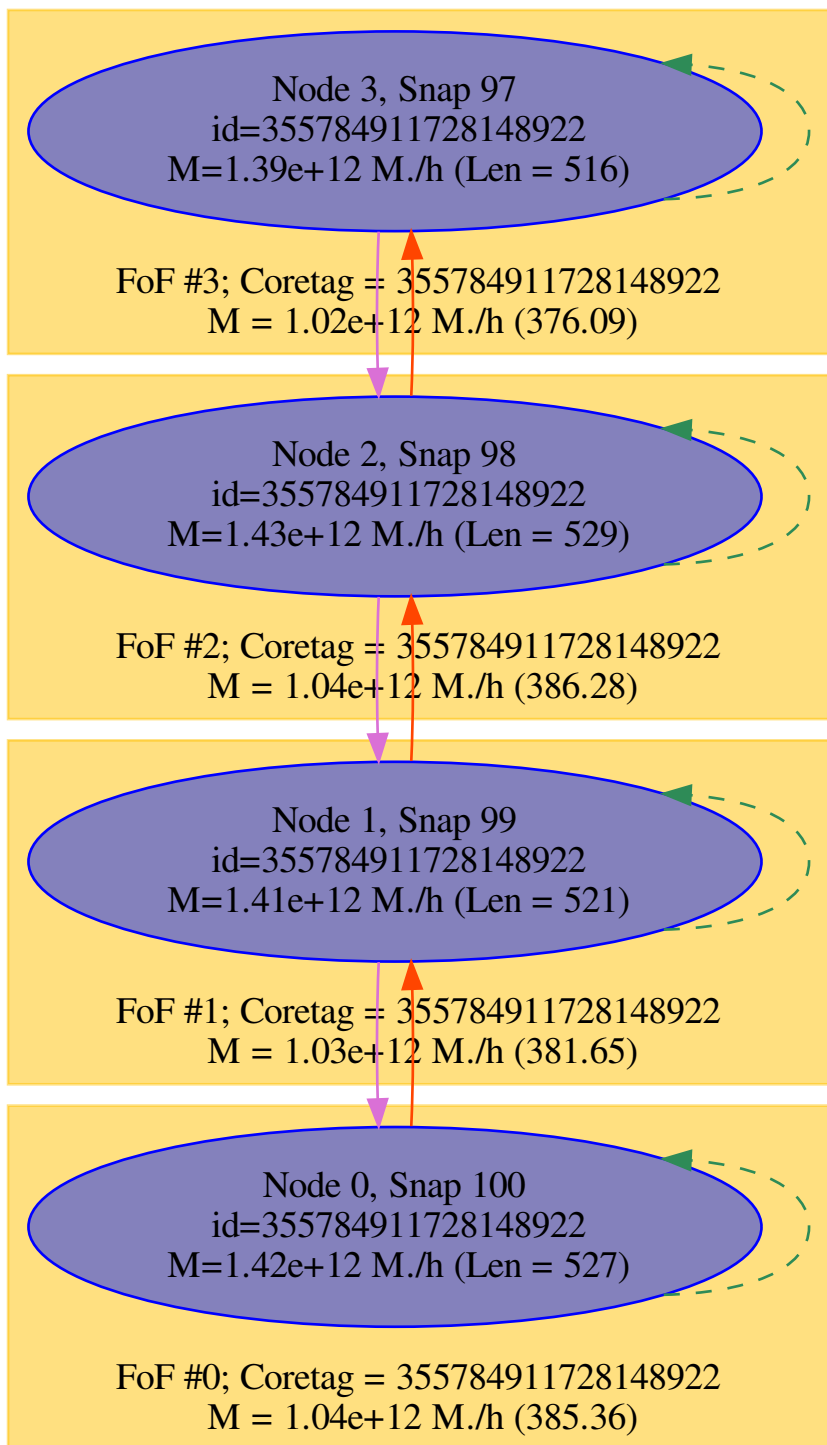 Node 3, Snap 97
id=355784911728148922
M=1.39e+12 M./h (Len = 516)
FoF #3; Coretag = 355784911728148922
M = 1.02e+12 M./h (376.09)
Node 2, Snap 98
id=355784911728148922
M=1.43e+12 M./h (Len = 529)
FoF #2; Coretag = 355784911728148922
M = 1.04e+12 M./h (386.28)
Node 1, Snap 99
id=355784911728148922
M=1.41e+12 M./h (Len = 521)
FoF #1; Coretag = 355784911728148922
M = 1.03e+12 M./h (381.65)
Node 0, Snap 100
id=355784911728148922
M=1.42e+12 M./h (Len = 527)
FoF #0; Coretag = 355784911728148922
M = 1.04e+12 M./h (385.36)